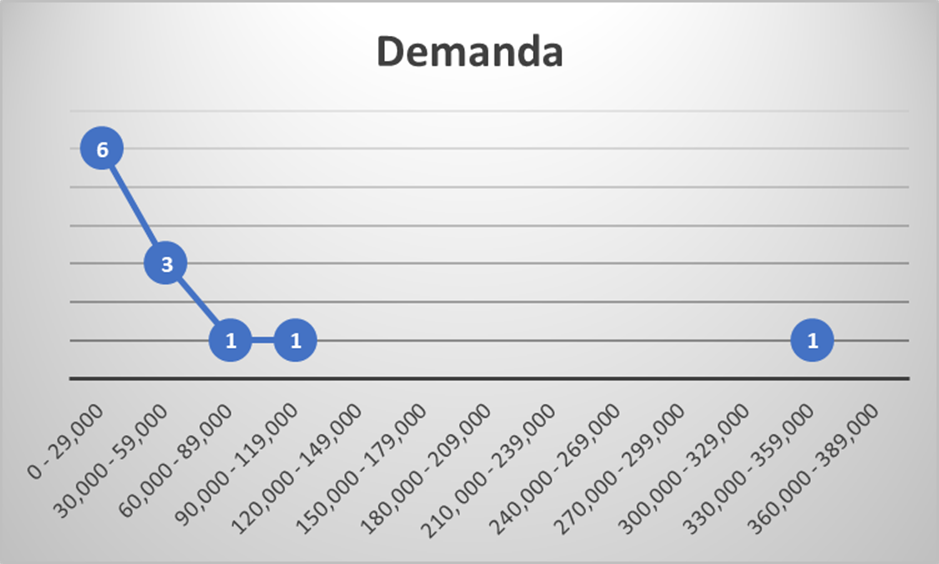 Demanda
6
3
1
1
1
0 - 29,000
30,000 - 59,000
60,000 - 89,000
90,000 - 119,000
120,000 - 149,000
150,000 - 179,000
180,000 - 209,000
210, 000 - 239,000
240,000 - 269,000
270,000 - 299,000
300,000 - 329,000
330,000 - 359,000
360,000 - 389,000